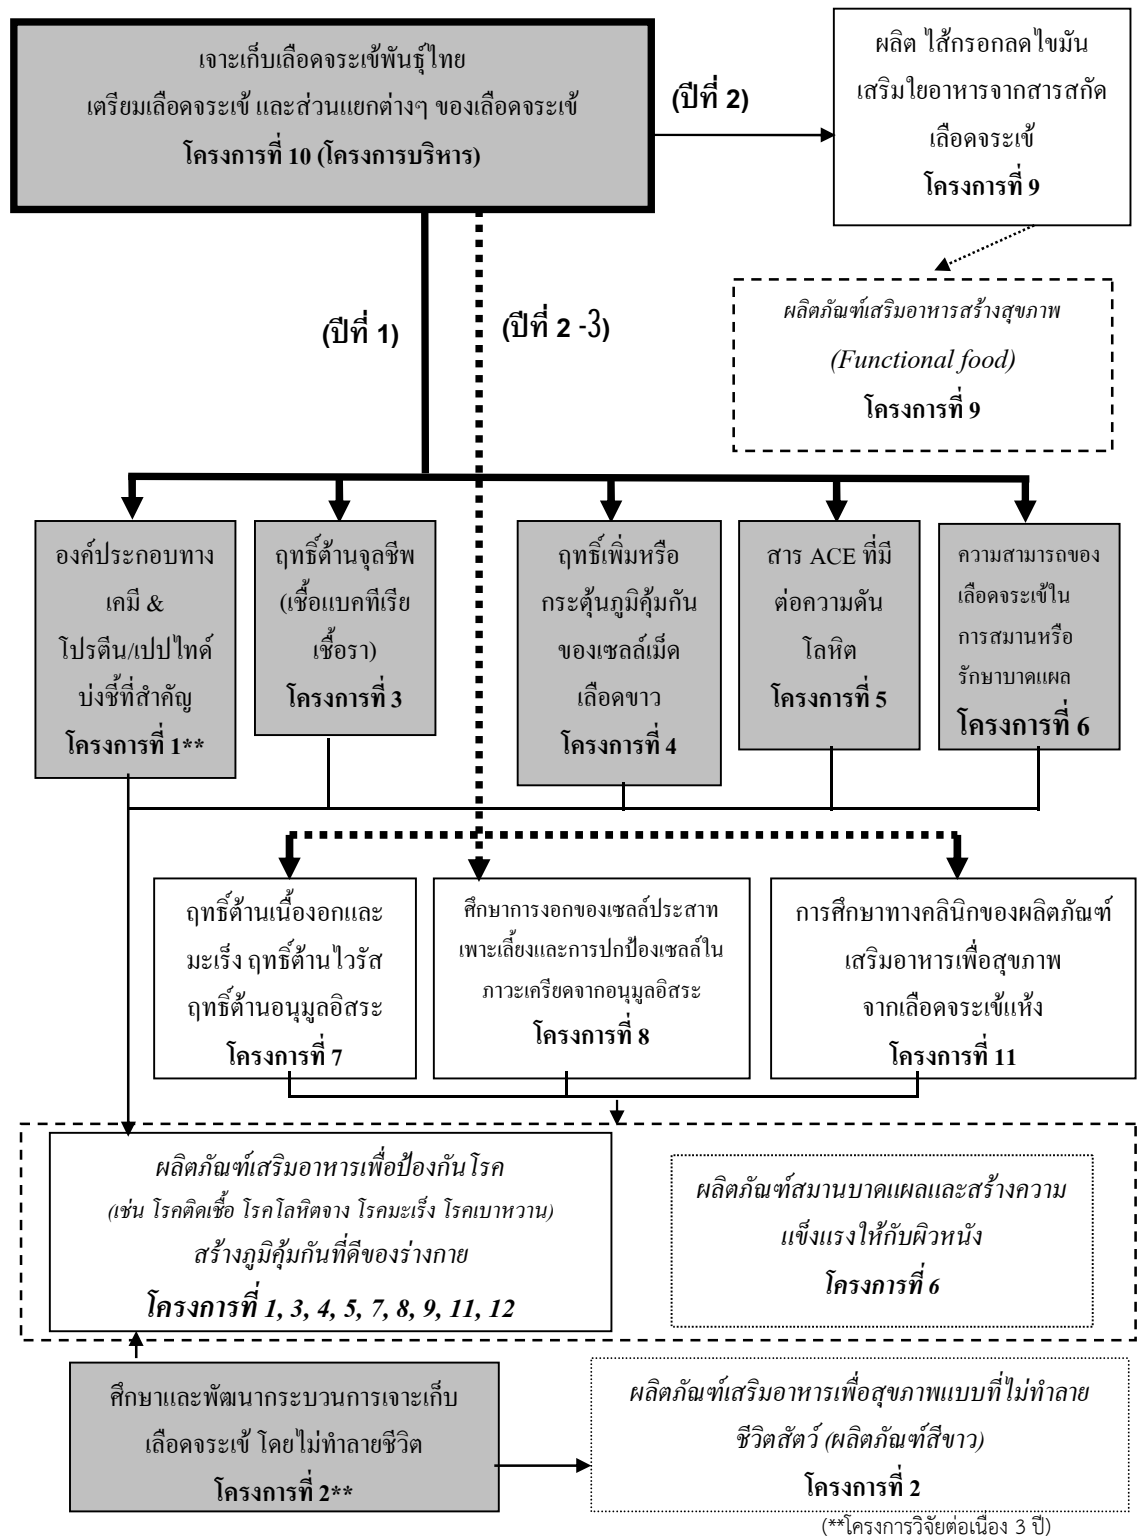 เจาะเก็บเลือดจระเข้พันธุ์ไทย
เตรียมเลือดจระเข้ และส่วนแยกต่างๆ ของเลือดจระเข้
โครงการที่ 10 (โครงการบริหาร)
(ปีที่ 2)
ผลิต ไส้กรอกลดไขมัน
เสริมใยอาหารจากสารสกัด
เลือดจระเข้
โครงการที่ 9
ผลิตภัณฑ์เสริมอาหารสร้างสุขภาพ
(Functional food)
โครงการที่ 9
(ปีที่ 1)
(ปีที่ 2 -3)
องค์ประกอบทาง
เคมี &
โปรตีน/เปปไทด์
บ่งชี้ที่สำคัญ
โครงการที่ 1**
ฤทธิ์ต้านจุลชีพ
(เชื้อแบคทีเรีย
เชื้อรา)
โครงการที่ 3
ฤทธิ์เพิ่มหรือ
กระตุ้นภูมิคุ้มกัน
ของเซลล์เม็ด
เลือดขาว
โครงการที่ 4
สาร ACE ที่มี
ต่อความดัน
โลหิต
โครงการที่ 5
ความสามารถของ
เลือดจระเข้ใน
การสมานหรือ
รักษาบาดแผล
โครงการที่ 6
ฤทธิ์ต้านเนื้องอกและ
มะเร็ง ฤทธิ์ต้านไวรัส
ฤทธิ์ต้านอนุมูลอิสระ
โครงการที่ 7
ศึกษาการงอกของเซลล์ประสาท
เพาะเลี้ยงและการปกป้องเซลล์ใน
ภาวะเครียดจากอนุมูลอิสระ
โครงการที่ 8
การศึกษาทางคลินิกของผลิตภัณฑ์
เสริมอาหารเพื่อสุขภาพ
จากเลือดจระเข้แห้ง
โครงการที่ 11
ผลิตภัณฑ์เสริมอาหารเพื่อป้องกันโรค
(เช่น โรคติดเชื้อ โรคโลหิตจาง โรคมะเร็ง โรคเบาหวาน)
สร้างภูมิคุ้มกันที่ดีของร่างกาย
โครงการที่ 1, 3, 4, 5, 7, 8, 9, 11, 12
ผลิตภัณฑ์สมานบาดแผลและสร้างความ
แข็งแรงให้กับผิวหนัง
โครงการที่ 6
ศึกษาและพัฒนากระบวนการเจาะเก็บ
เลือดจระเข้ โดยไม่ทำลายชีวิต
โครงการที่ 2**
ผลิตภัณฑ์เสริมอาหารเพื่อสุขภาพแบบที่ไม่ทำลาย
ชีวิตสัตว์ (ผลิตภัณฑ์สีขาว)
โครงการที่ 2
(**โครงการวิจัยต่อเนื่อง 3 ปี)